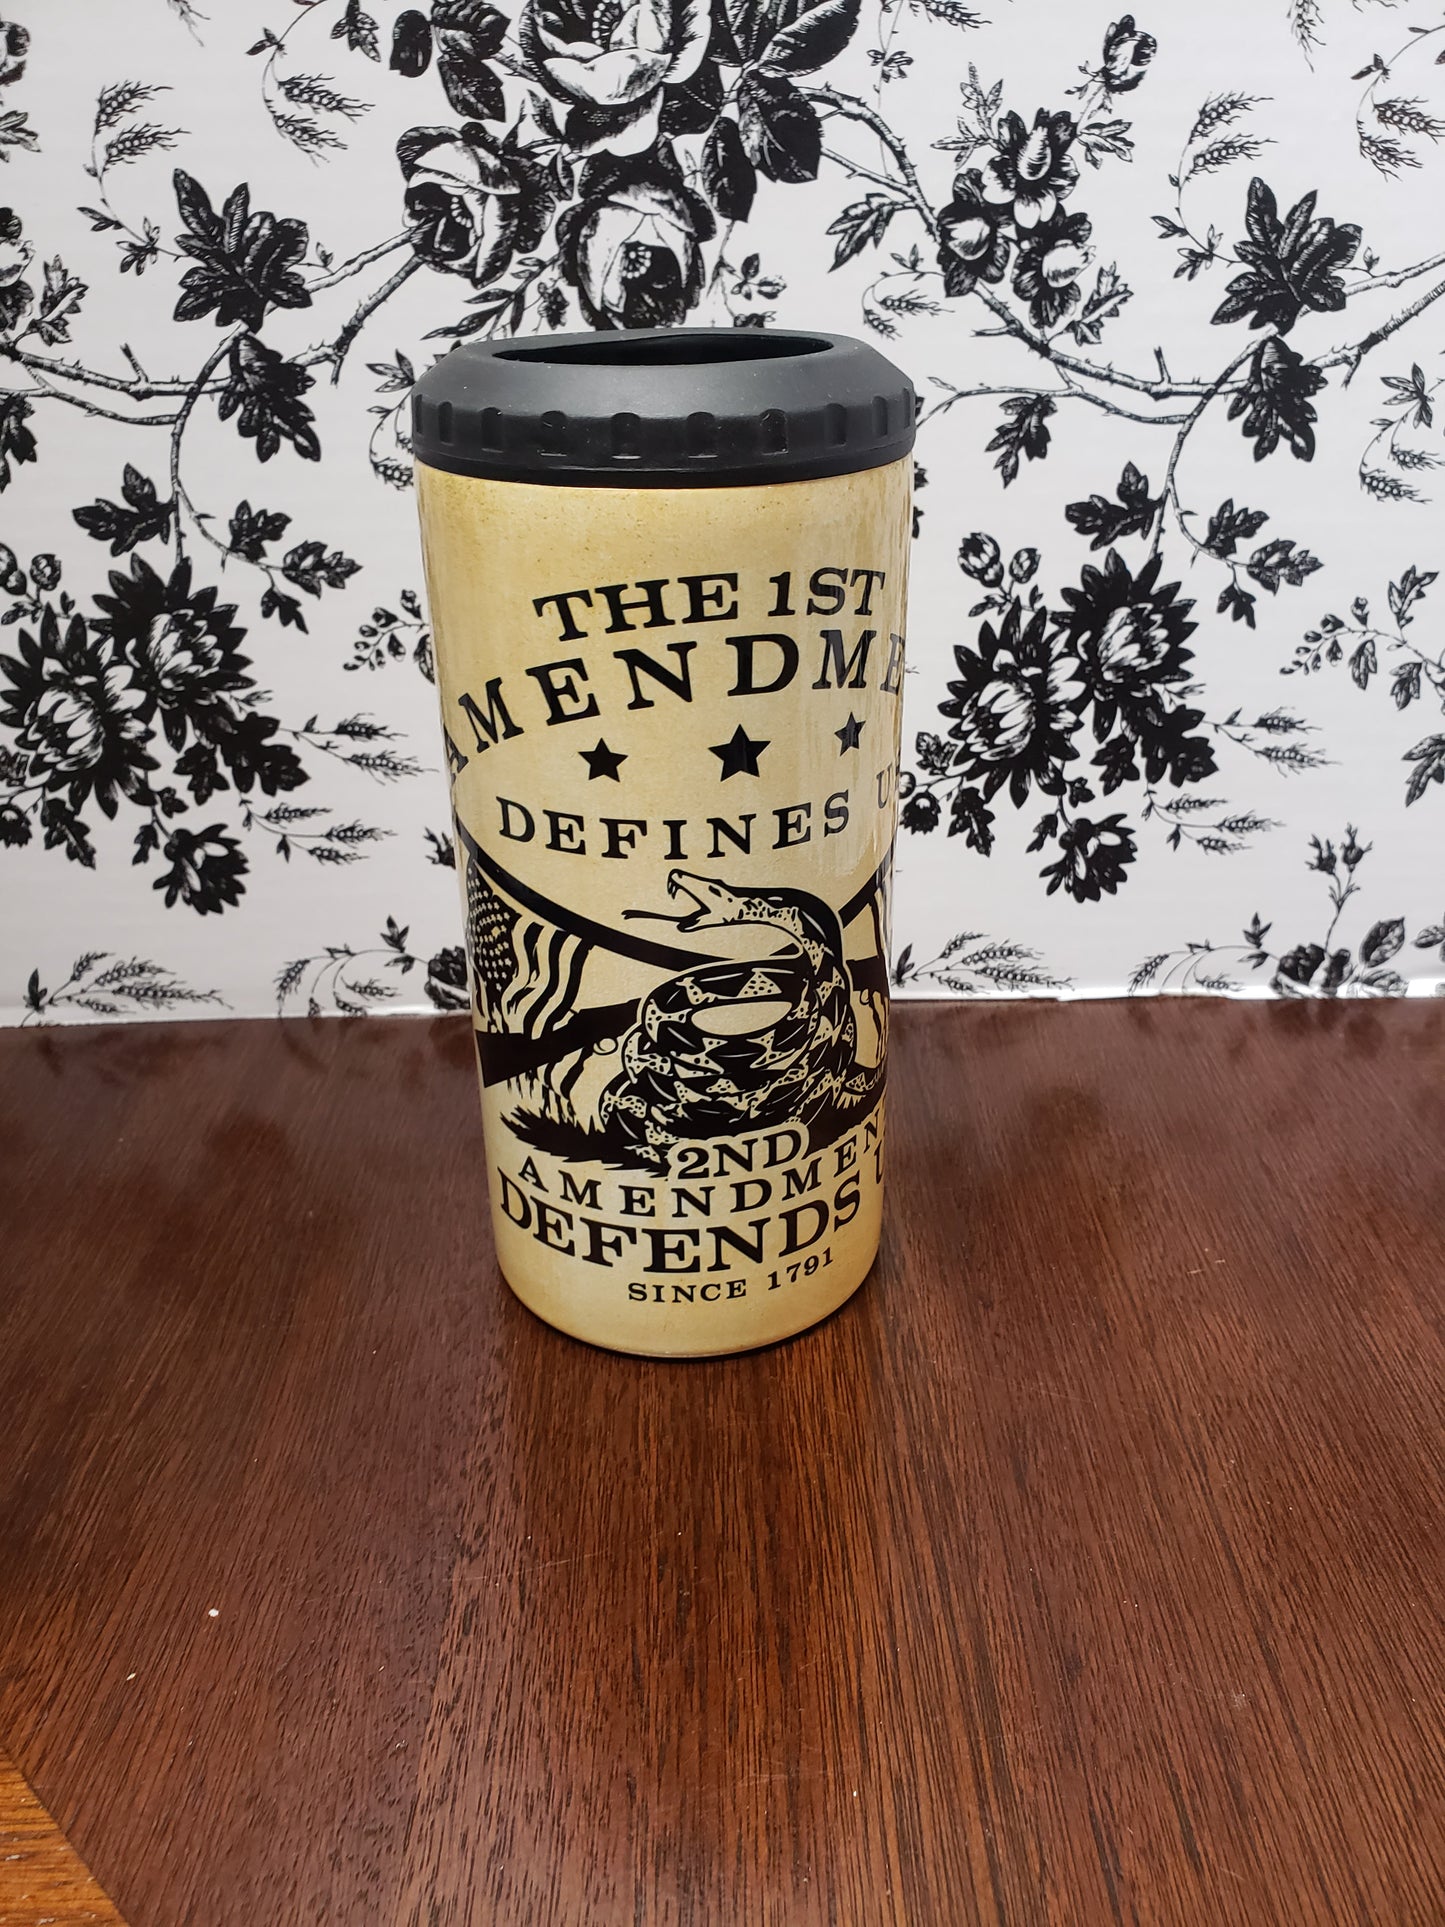 THE 1ST
AMENDME
DEFINES U
2ND
AMENDMEN
DEFENDS U
SINCE 1791